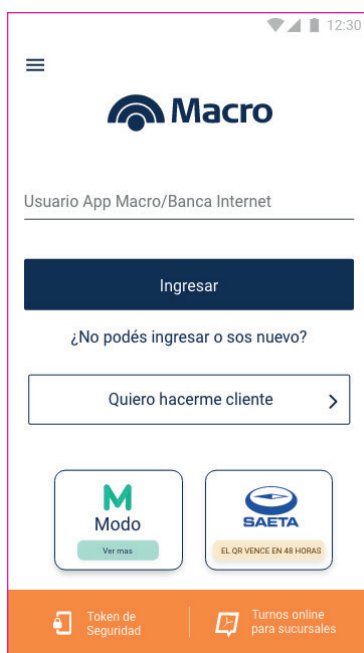 12:30
Macro
Usuario App Macro/Banca Internet
Ingresar
¿No podés ingresar o sos nuevo?
Quiero hacerme cliente
M
Modo
Ver mas
SAETA
EL QR VENCE EN 48 HORAS
Token de
Seguridad
Turnos online
para sucursales